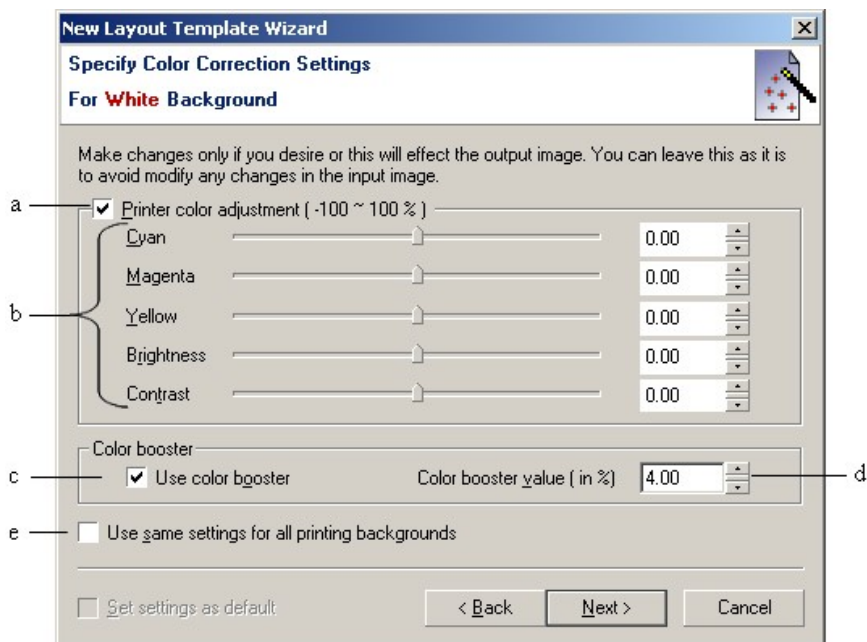 New Layout Template Wizard
Specify Color Correction Settings
For White Background
Make changes only if you desire or this will effect the output image. You can leave this as it is
to avoid modify any changes in the input image.
a
Printer color adjustment ( -100 ~ 100 % )
Cyan 0.00
Magenta 0.00
b
Yellow 0.00
Brightness 0.00
Contrast 0.00
Color booster
c
Use color booster Color booster value ( in %) 4.00
d
e
Use same settings for all printing backgrounds
Set settings as default < Back Next > Cancel